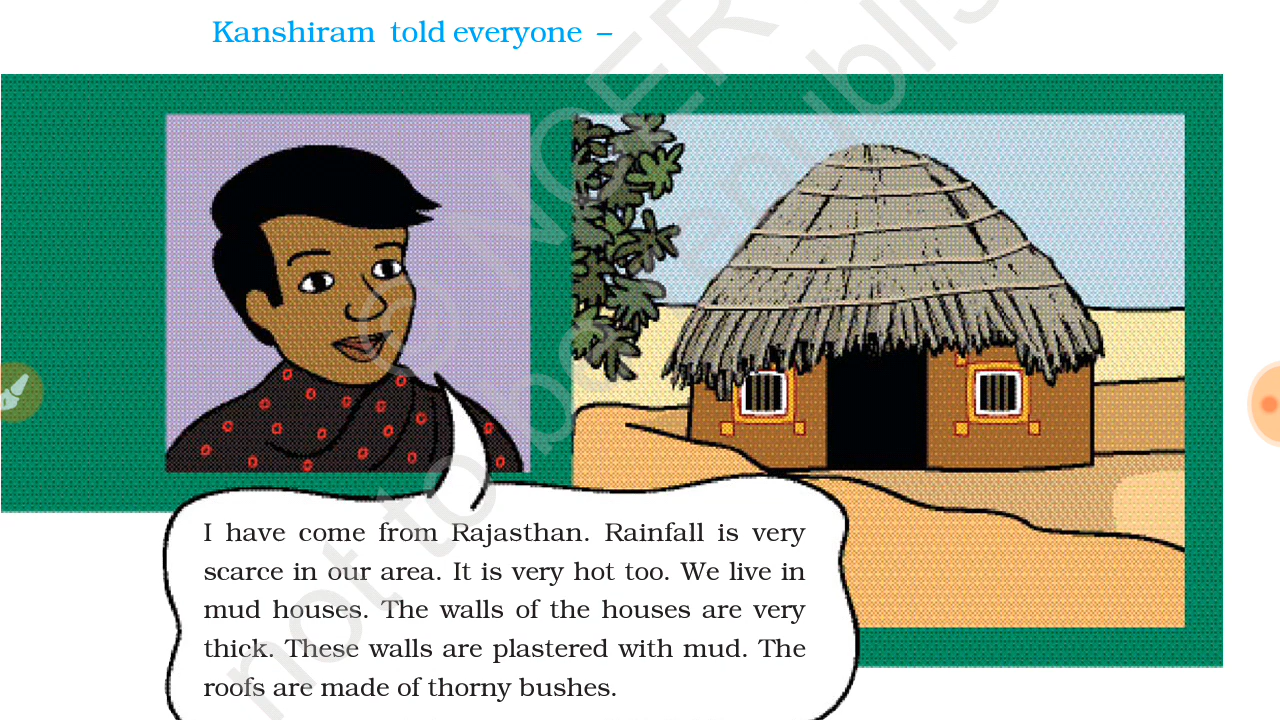 Kanshiram told everyone –
I have come from Rajasthan. Rainfall is very
scarce in our area. It is very hot too. We live in
mud houses. The walls of the houses are very
thick. These walls are plastered with mud. The
roofs are made of thorny bushes.